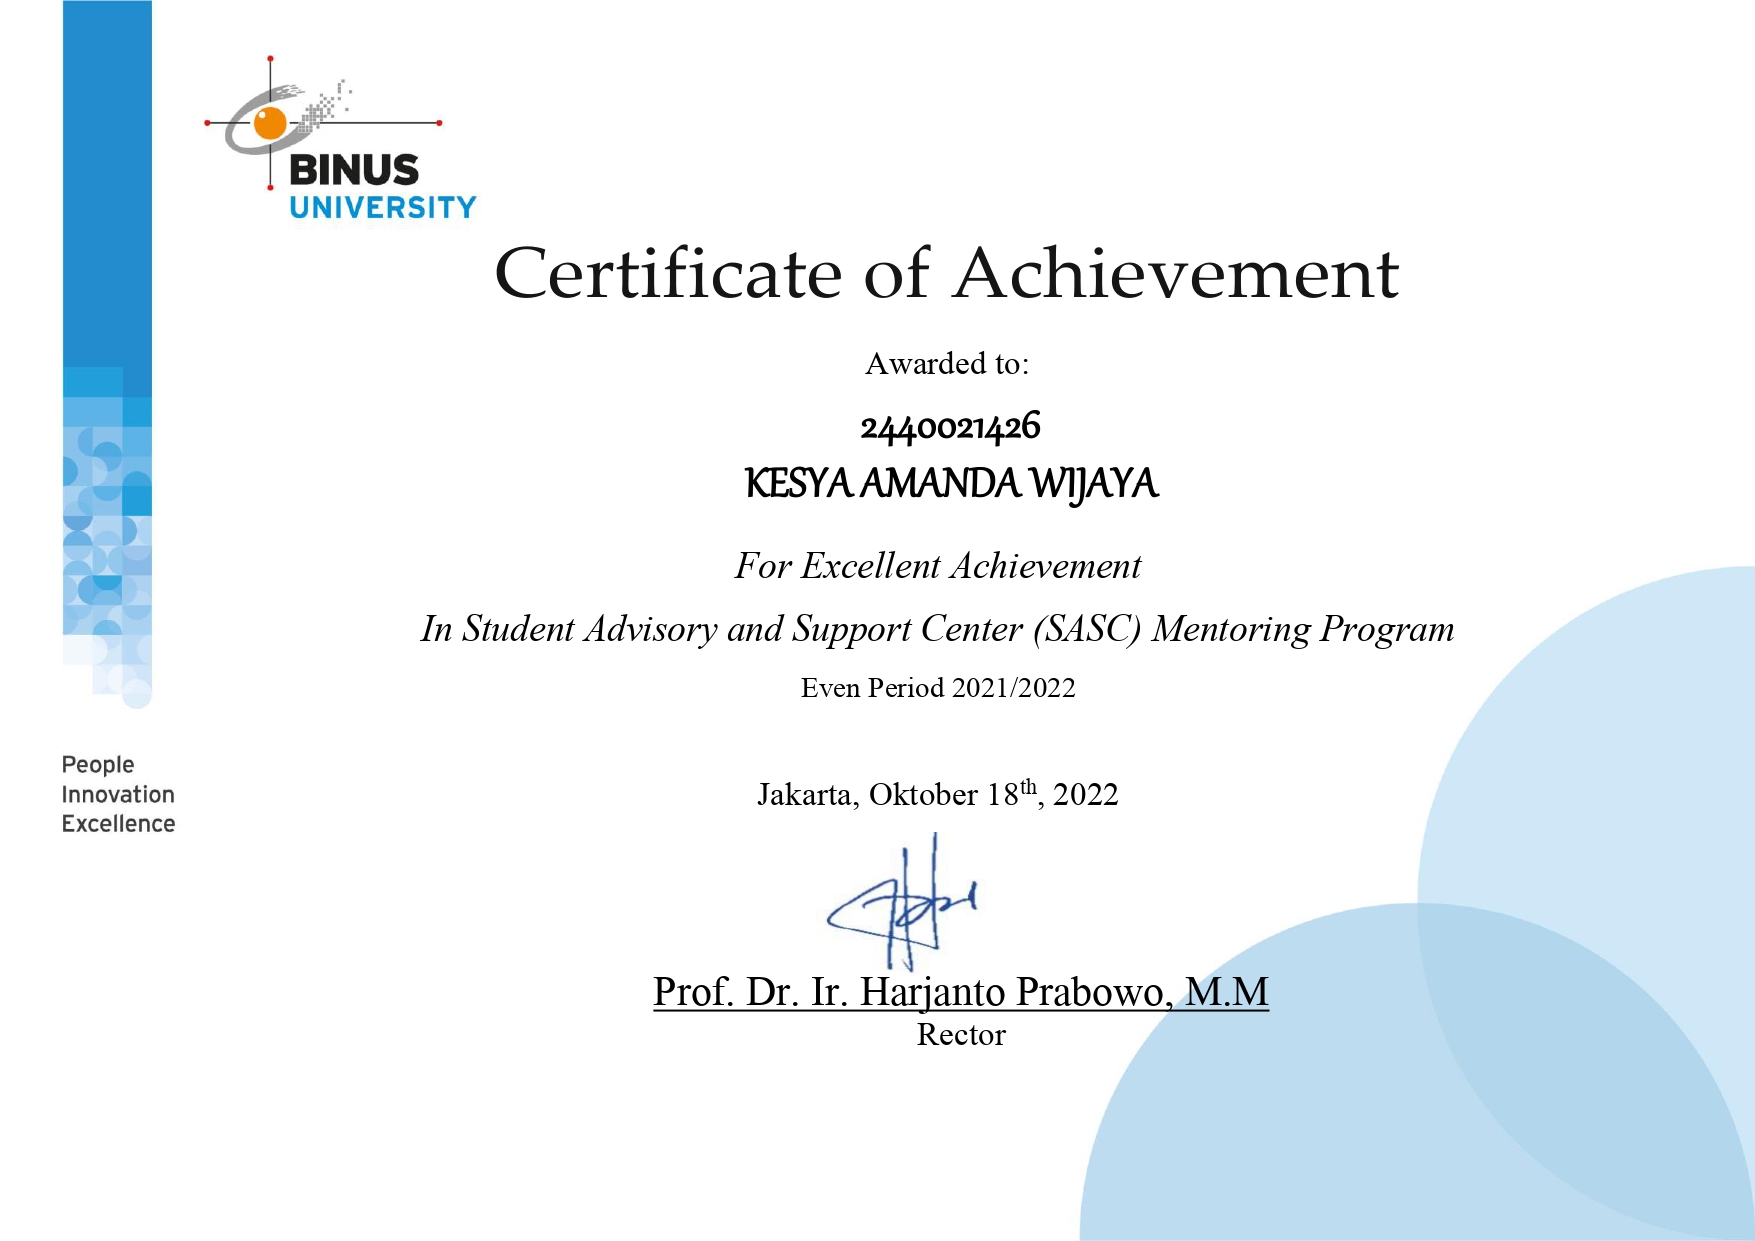 BINUS
UNIVERSITY
Certificate of Achievement
Awarded to:
2440021426
KESYA AMANDA WIJAYA
For Excellent Achievement
In Student Advisory and Support Center (SASC) Mentoring Program
Even Period 2021/2022
People
Innovation
Excellence
Jakarta, Oktober 18th, 2022
Prof. Dr. Ir. Harjanto Prabowo, M.M
Rector